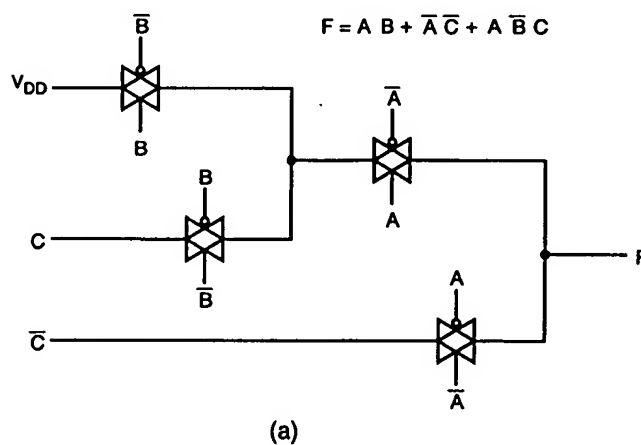 B̅
F = A B + A̅ C̅ + A B̅ C
V_DD
A̅
B
B
A
C
B̅
A
F
C̅
A̅
(a)